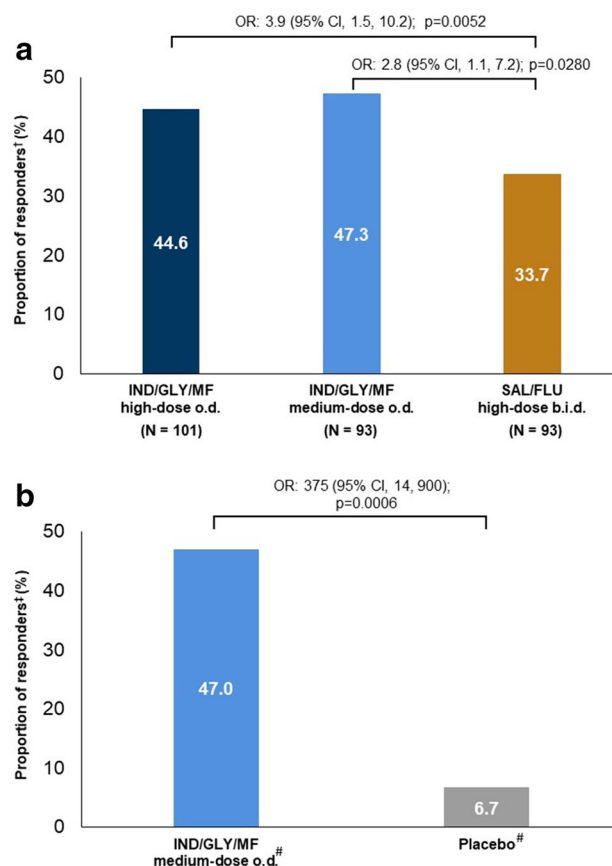 a
OR: 3.9 (95% CI, 1.5, 10.2); p=0.0052
OR: 2.8 (95% CI, 1.1, 7.2); p=0.0280
Proportion of responders† (%)
50
40
30
20
10
0
44.6
47.3
33.7
IND/GLY/MF
high-dose o.d.
(N = 101)
IND/GLY/MF
medium-dose o.d.
(N = 93)
SAL/FLU
high-dose b.i.d.
(N = 93)
b
OR: 375 (95% CI, 14, 900);
p=0.0006
Proportion of responders‡ (%)
50
40
30
20
10
0
47.0
6.7
IND/GLY/MF
medium-dose o.d.#
Placebo#